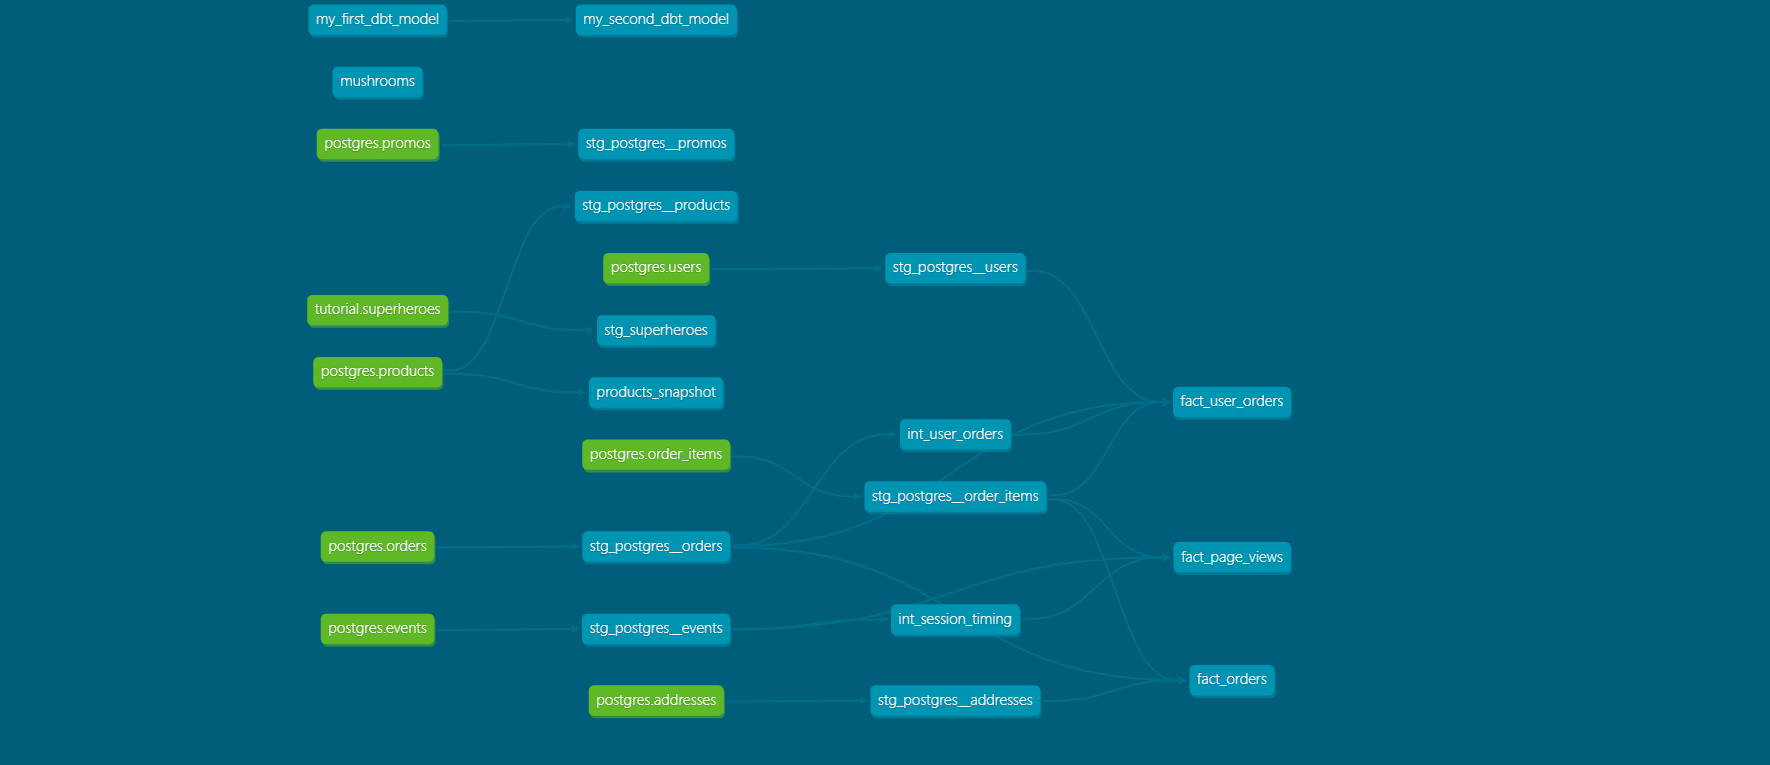 my_first_dbt_model
my_second_dbt_model
mushrooms
postgres.promos
stg_postgres__promos
stg_postgres__products
postgres.users
stg_postgres__users
tutorial.superheroes
stg_superheroes
postgres.products
products_snapshot
fact_user_orders
int_user_orders
postgres.order_items
stg_postgres__order_items
postgres.orders
stg_postgres__orders
fact_page_views
int_session_timing
postgres.events
stg_postgres__events
fact_orders
postgres.addresses
stg_postgres__addresses